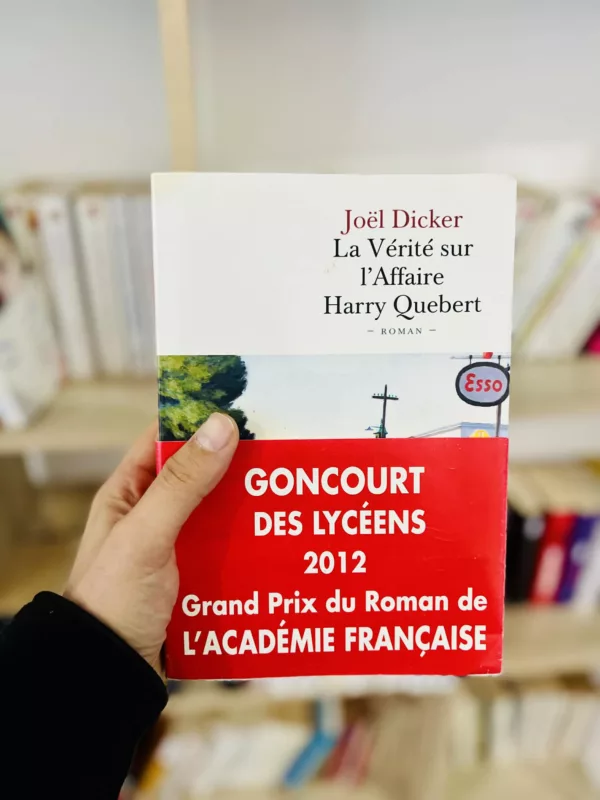 Joël Dicker
La Vérité sur
l'Affaire
Harry Quebert
– ROMAN –
Esso
GONCOURT
DES LYCÉENS
2012
Grand Prix du Roman de
L'ACADÉMIE FRANÇAISE